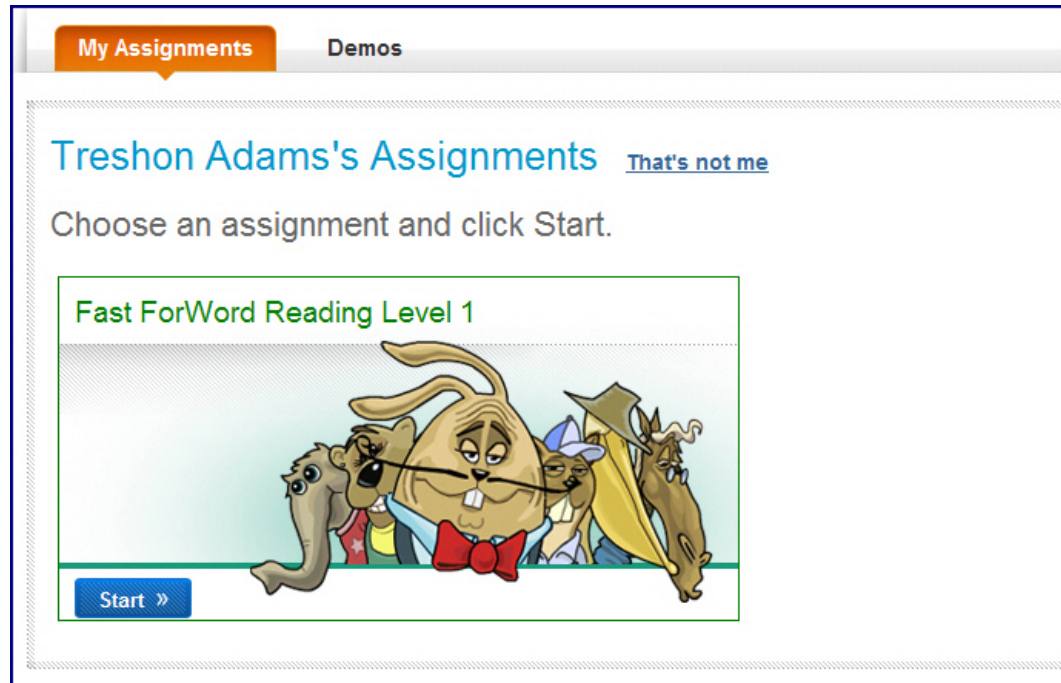 My Assignments Demos
Treshon Adams's Assignments That's not me
Choose an assignment and click Start.
Fast ForWord Reading Level 1
Start »